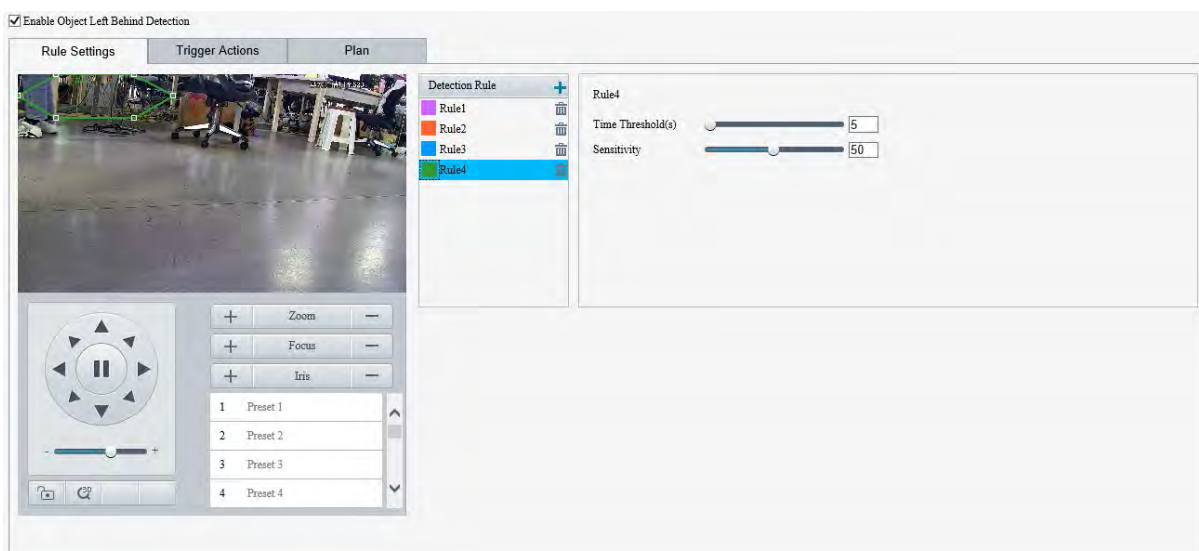 Enable Object Left Behind Detection
Rule Settings
Trigger Actions
Plan
Detection Rule
Rule1
Rule2
Rule3
Rule4
Rule4
Time Threshold(s)
5
Sensitivity
50
+ Zoom −
+ Focus −
+ Iris −
1 Preset 1
2 Preset 2
3 Preset 3
4 Preset 4
- +
3D